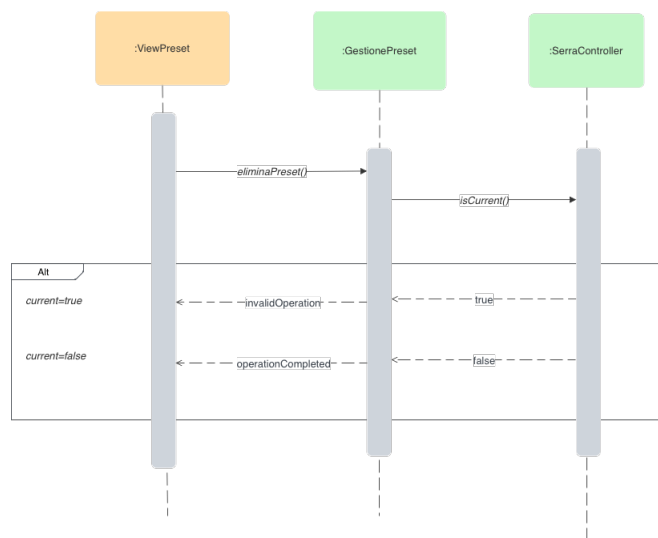 :ViewPreset
:GestionePreset
:SerraController
eliminaPreset()
isCurrent()
Alt
current=true
invalidOperation
true
current=false
operationCompleted
false